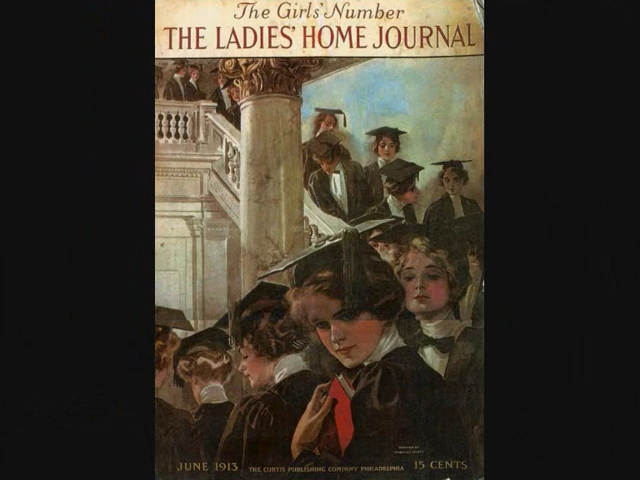 The Girls' Number
THE LADIES' HOME JOURNAL
JUNE 1913 THE CURTIS PUBLISHING COMPANY PHILADELPHIA 15 CENTS